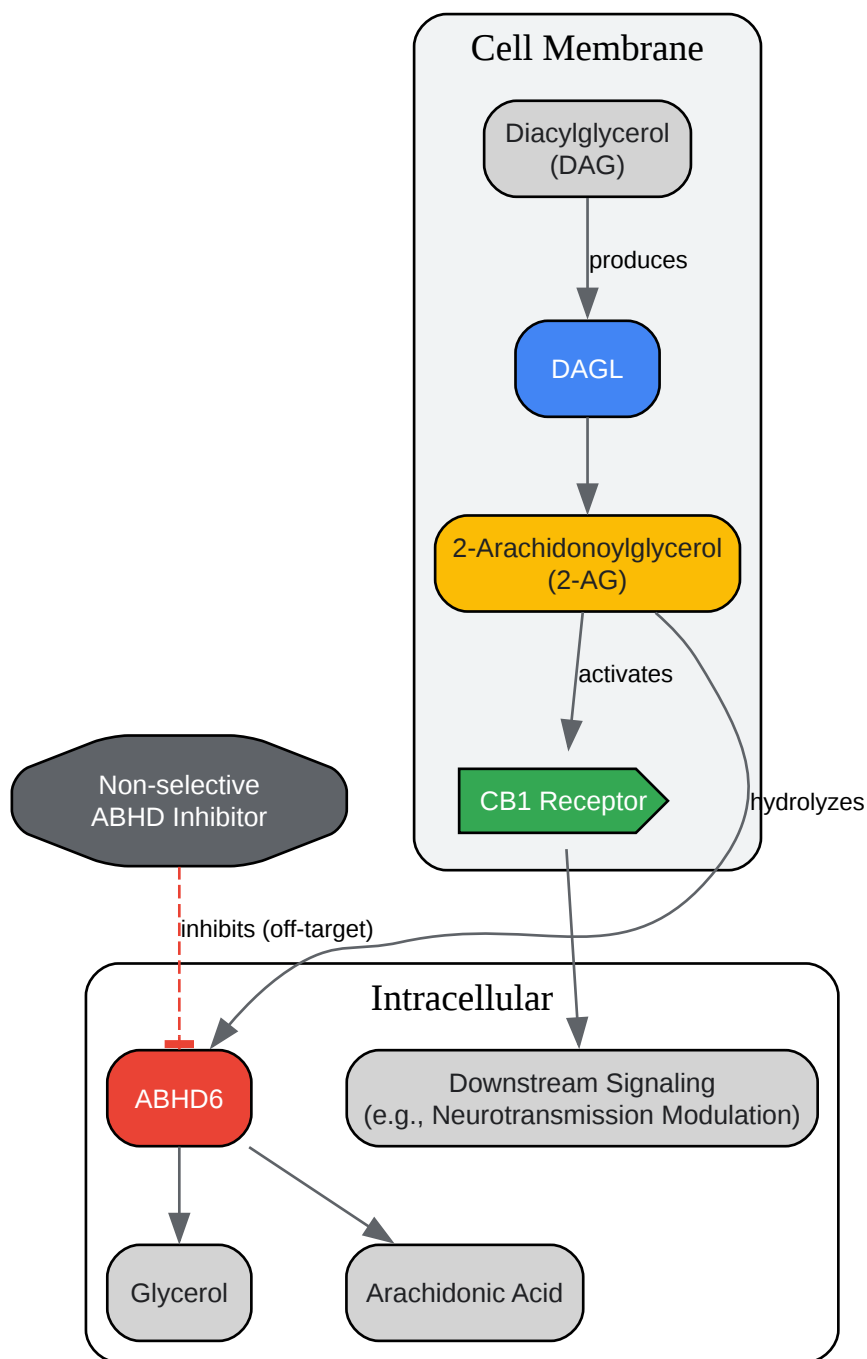 Cell Membrane
Diacylglycerol
(DAG)
produces
DAGL
2-Arachidonoylglycerol
(2-AG)
activates
Non-selective
ABHD Inhibitor
CB1 Receptor
hydrolyzes
inhibits (off-target)
Intracellular
ABHD6
Downstream Signaling
(e.g., Neurotransmission Modulation)
Glycerol
Arachidonic Acid